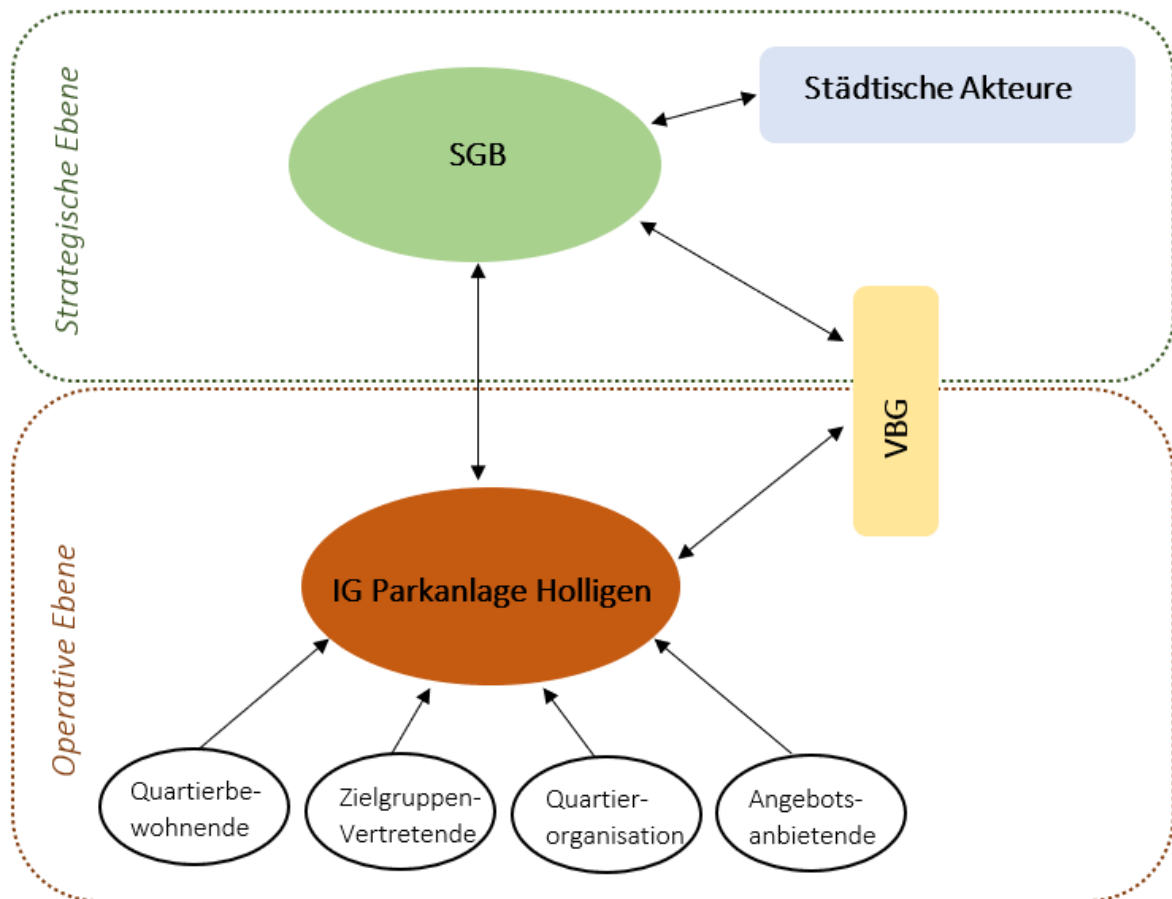 Strategische Ebene
Städtische Akteure
SGB
VBG
Operative Ebene
IG Parkanlage Holligen
Quartierbe-
wohnende
Zielgruppen-
Vertretende
Quartier-
organisation
Angebots-
anbietende